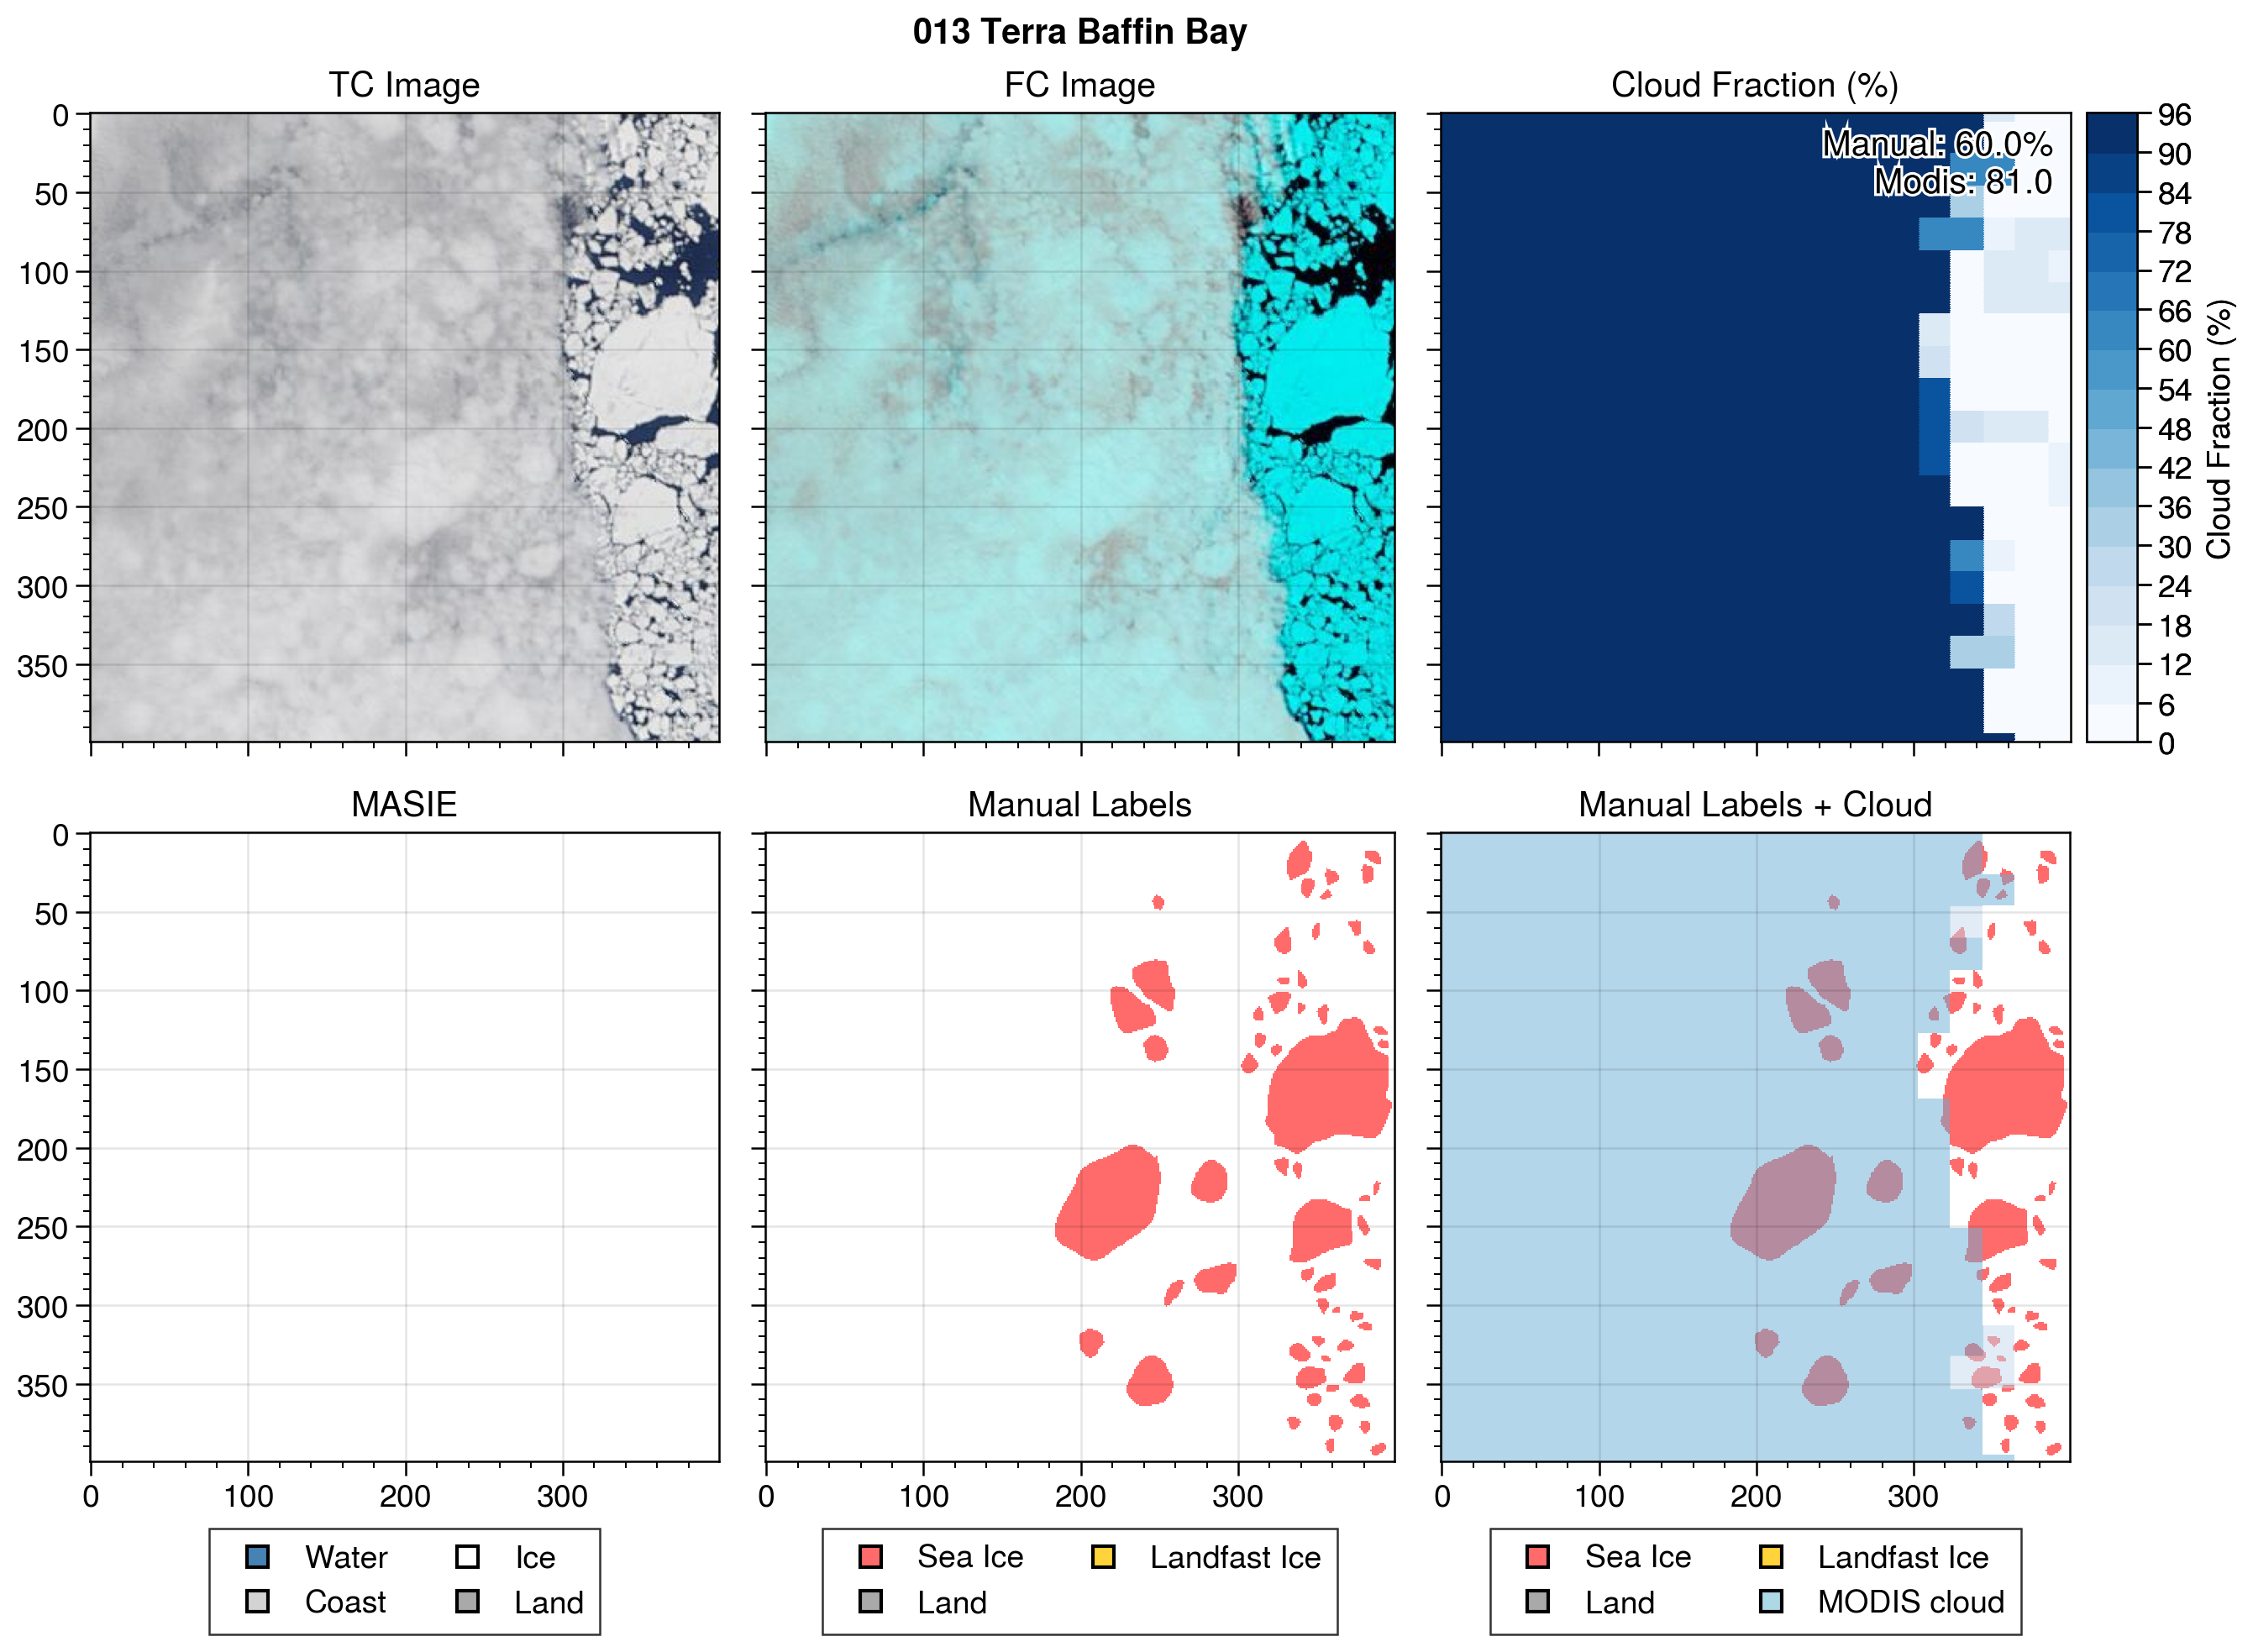 013 Terra Baffin Bay
TC Image
FC Image
Cloud Fraction (%)
0
50
100
150
200
250
300
350
Manual: 60.0%
Modis: 81.0
96
90
84
78
72
66
60
54
48
42
36
30
24
18
12
6
0
Cloud Fraction (%)
MASIE
Manual Labels
Manual Labels + Cloud
0
50
100
150
200
250
300
350
0 100 200 300
0 100 200 300
0 100 200 300
Water Ice
Coast Land
Sea Ice Landfast Ice
Land
Sea Ice Landfast Ice
Land MODIS cloud